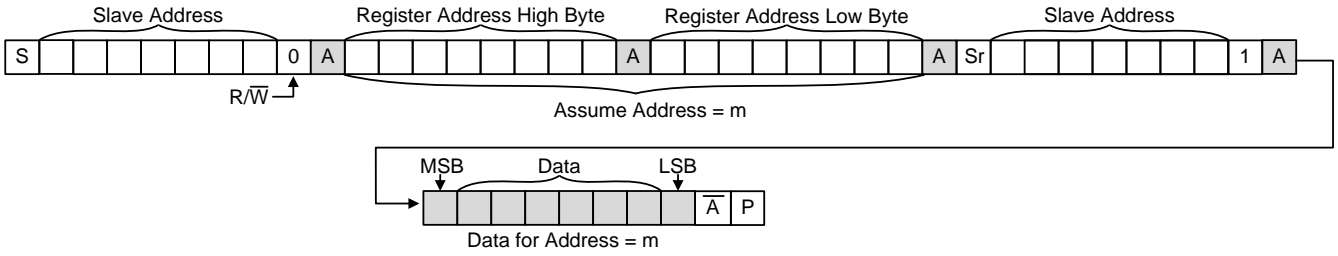 Slave Address Register Address High Byte Register Address Low Byte Slave Address
S 0 A A A Sr 1 A
R/W̅
Assume Address = m
MSB Data LSB
A̅ P
Data for Address = m